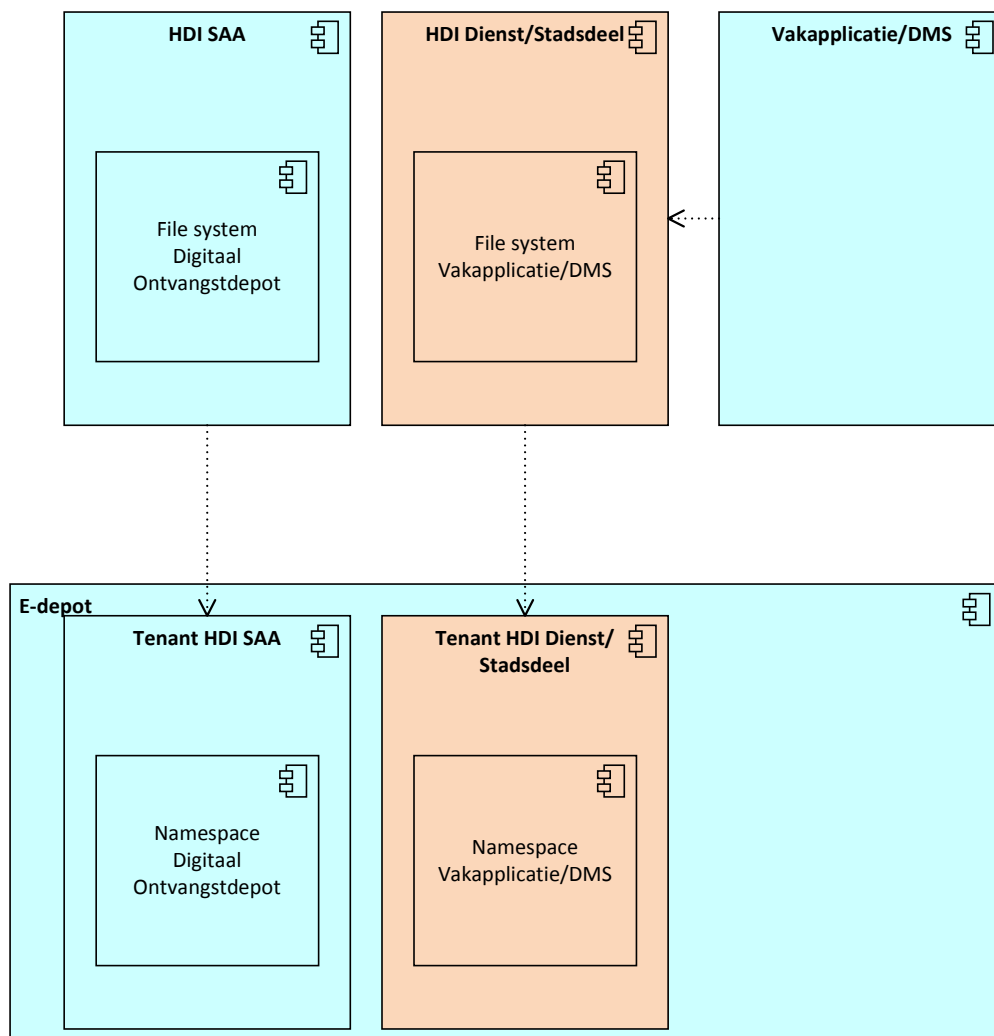 HDI SAA
HDI Dienst/Stadsdeel
Vakapplicatie/DMS
File system
Digitaal
Ontvangstdepot
File system
Vakapplicatie/DMS
E-depot
Tenant HDI SAA
Tenant HDI Dienst/
Stadsdeel
Namespace
Digitaal
Ontvangstdepot
Namespace
Vakapplicatie/DMS